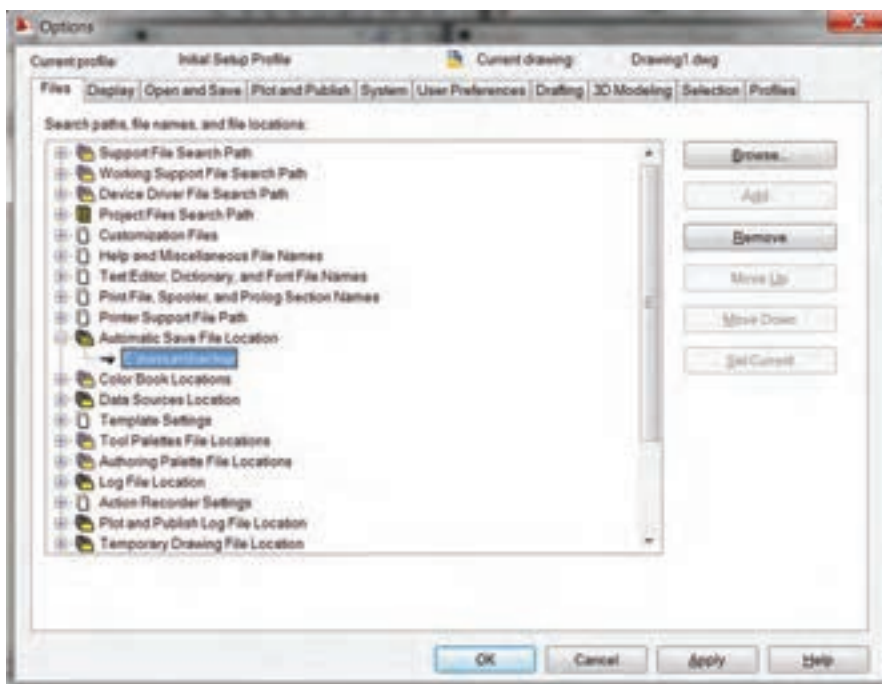 Options
Current profile: Initial Setup Profile Current drawing: Drawing1.dwg
Files Display Open and Save Plot and Publish System User Preferences Drafting 3D Modeling Selection Profiles
Search paths, file names, and file locations:
Support File Search Path
Working Support File Search Path
Device Driver File Search Path
Project Files Search Path
Customization Files
Help and Miscellaneous File Names
Text Editor, Dictionary, and Font File Names
Print File, Spooler, and Prolog Section Names
Printer Support File Path
Automatic Save File Location
Color Book Locations
Data Sources Location
Template Settings
Tool Palettes File Locations
Authoring Palette File Locations
Log File Location
Action Recorder Settings
Plot and Publish Log File Location
Temporary Drawing File Location
Browse...
Add...
Remove
Move Up
Move Down
Set Current
OK Cancel Apply Help